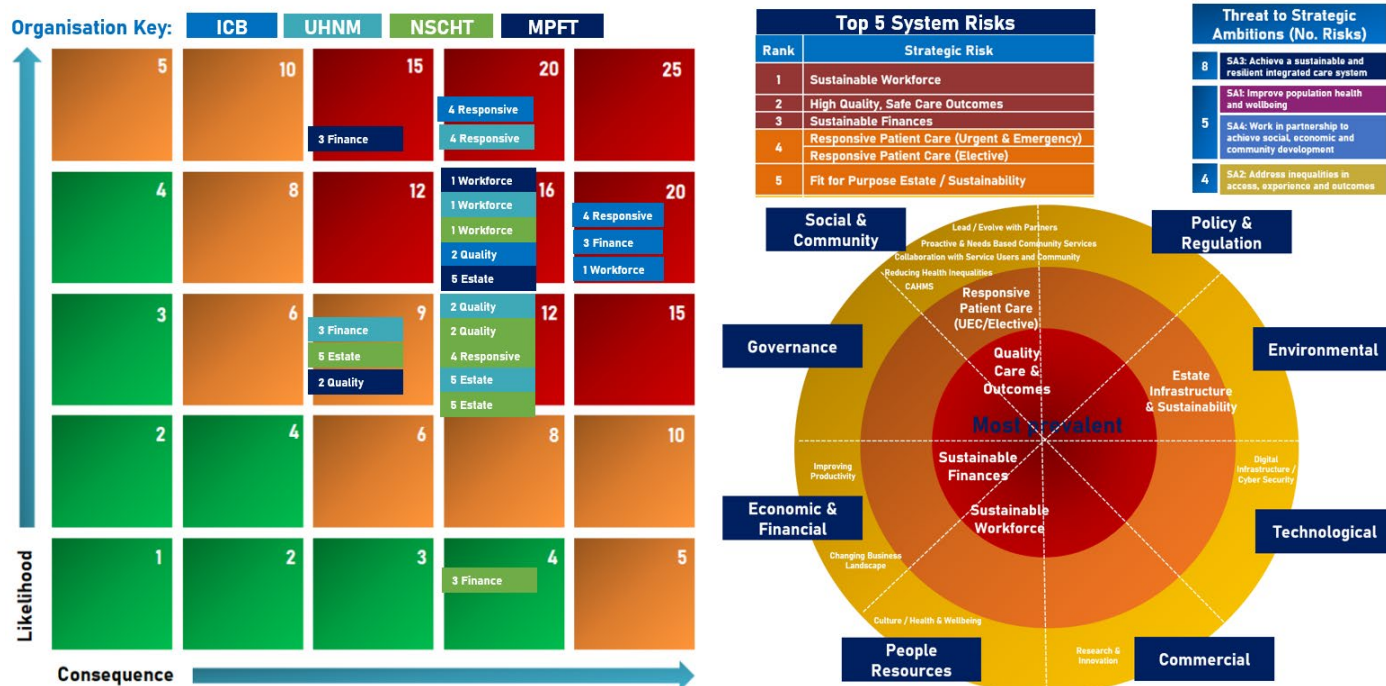 Organisation Key:
ICB
UHNM
NSCHT
MPFT
5
10
15
20
25
3 Finance
4 Responsive
4 Responsive
4
8
12
16
20
1 Workforce
1 Workforce
1 Workforce
2 Quality
5 Estate
4 Responsive
3 Finance
1 Workforce
3
6
9
12
15
3 Finance
5 Estate
2 Quality
2 Quality
2 Quality
4 Responsive
5 Estate
5 Estate
2
4
6
8
10
1
2
3
4
5
3 Finance
Likelihood
Consequence
Top 5 System Risks
Rank
Strategic Risk
1
Sustainable Workforce
2
High Quality, Safe Care Outcomes
3
Sustainable Finances
4
Responsive Patient Care (Urgent & Emergency)
Responsive Patient Care (Elective)
5
Fit for Purpose Estate / Sustainability
Threat to Strategic
Ambitions (No. Risks)
8
SA3: Achieve a sustainable and
resilient integrated care system
5
SA1: Improve population health
and wellbeing
SA4: Work in partnership to
achieve social, economic and
community development
4
SA2: Address inequalities in
access, experience and outcomes
Social &
Community
Policy &
Regulation
Governance
Environmental
Economic &
Financial
Technological
People
Resources
Commercial
Lead / Evolve with Partners
Proactive & Needs Based Community Services
Collaboration with Service Users and Community
Reducing Health Inequalities
CAHMS
Responsive
Patient Care
(UEC/Elective)
Quality
Care &
Outcomes
Estate
Infrastructure
& Sustainability
Most prevalent
Sustainable
Finances
Sustainable
Workforce
Improving
Productivity
Digital
Infrastructure /
Cyber Security
Changing Business
Landscape
Culture / Health & Wellbeing
Research &
Innovation